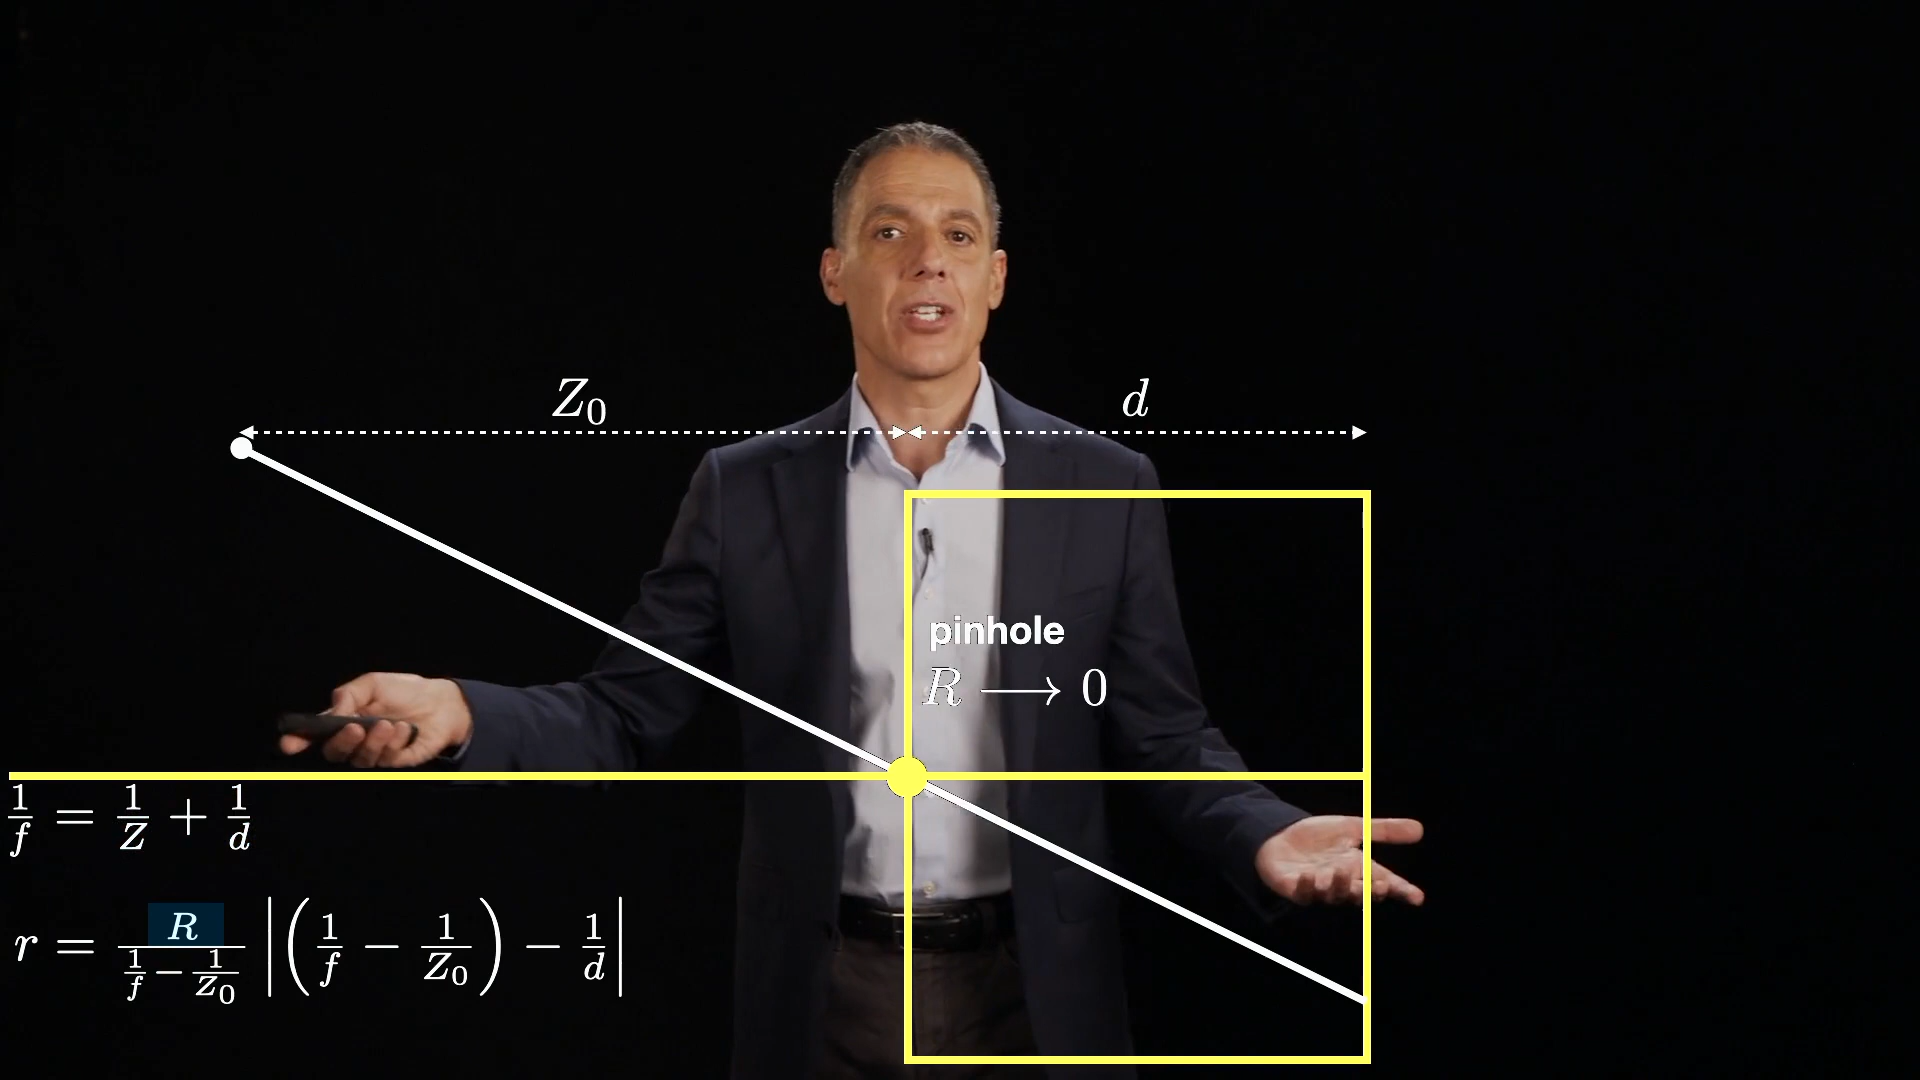 Z₀
d
pinhole
R ⟶ 0
1/f = 1/Z + 1/d
r = R/(1/f − 1/Z₀) |(1/f − 1/Z₀) − 1/d|